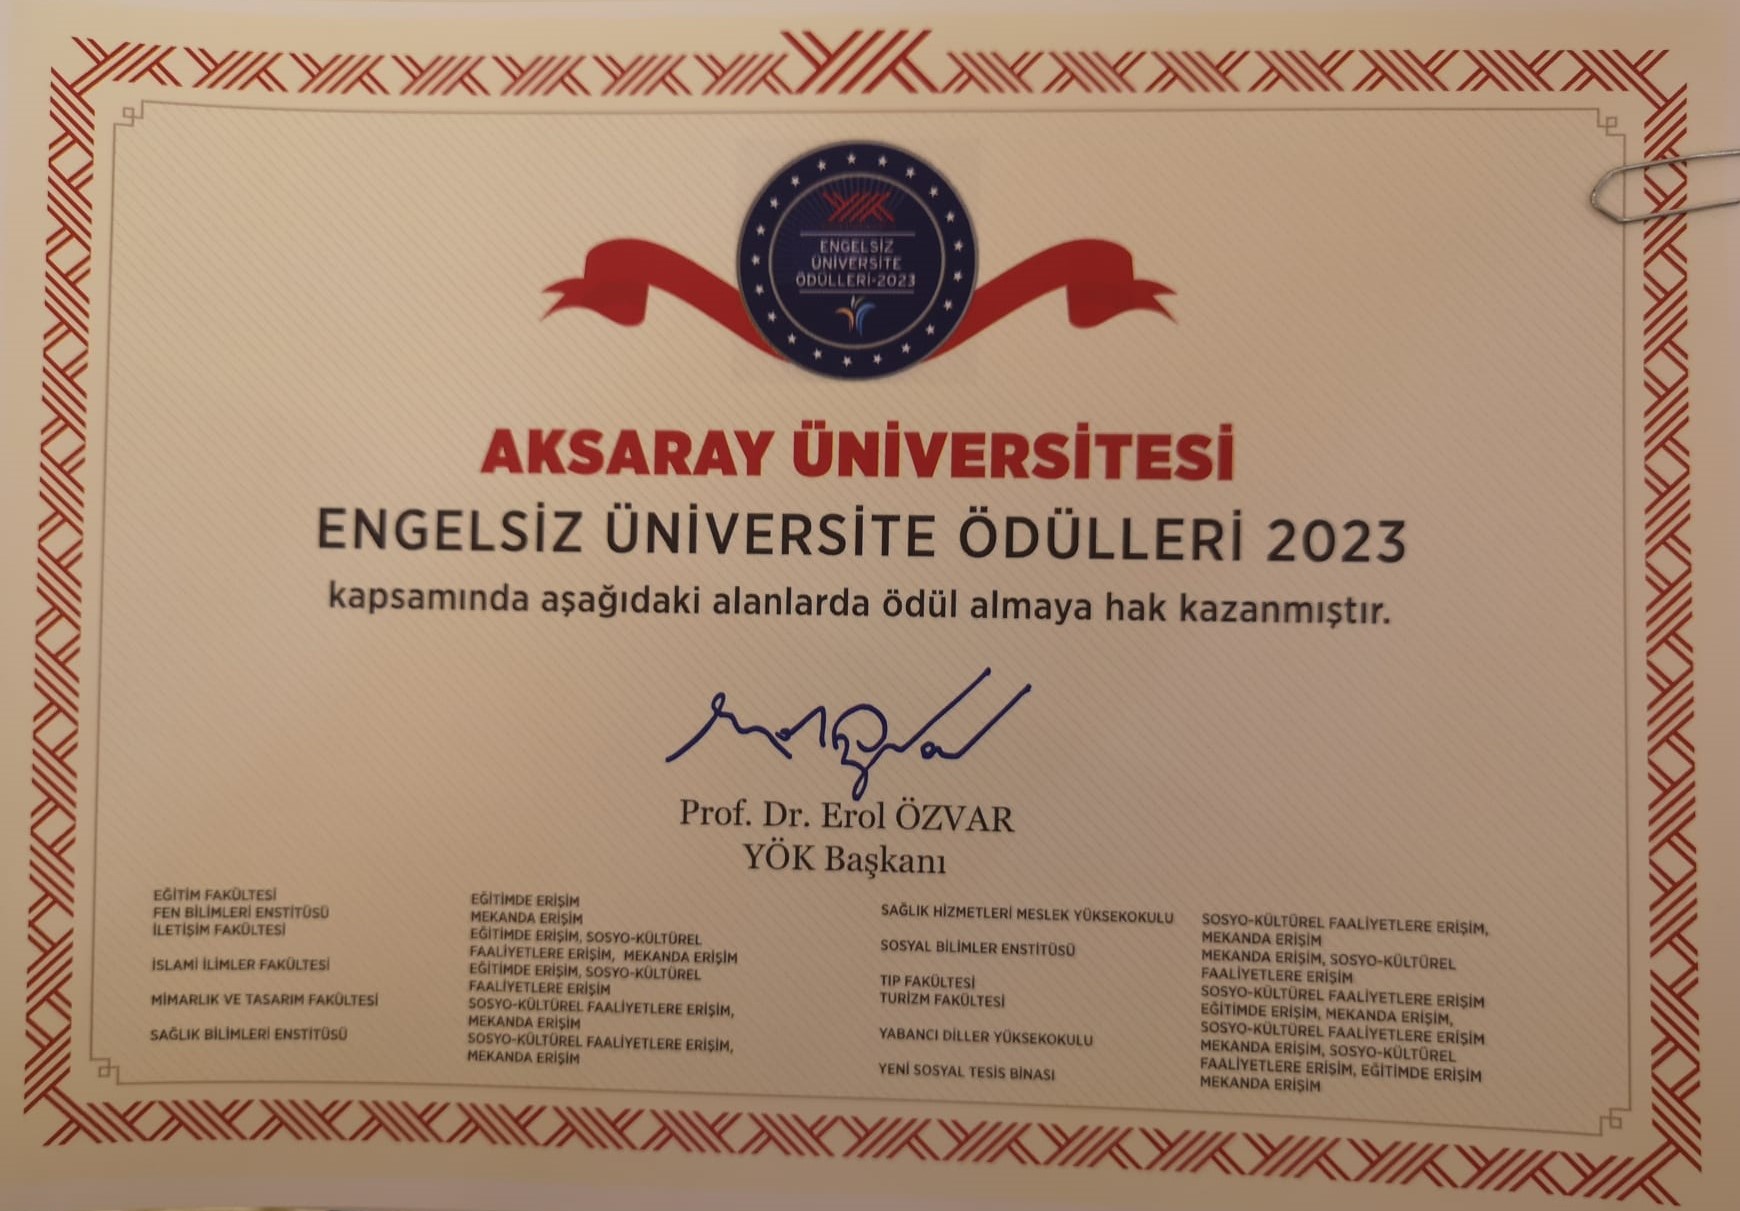 ENGELSİZ
ÜNİVERSİTE
ÖDÜLLERİ-2023
AKSARAY ÜNİVERSİTESİ
ENGELSİZ ÜNİVERSİTE ÖDÜLLERİ 2023
kapsamında aşağıdaki alanlarda ödül almaya hak kazanmıştır.
Prof. Dr. Erol ÖZVAR
YÖK Başkanı
EĞİTİM FAKÜLTESİ
FEN BİLİMLERİ ENSTİTÜSÜ
İLETİŞİM FAKÜLTESİ
İSLAMİ İLİMLER FAKÜLTESİ
MİMARLIK VE TASARIM FAKÜLTESİ
SAĞLIK BİLİMLERİ ENSTİTÜSÜ
EĞİTİMDE ERİŞİM
MEKANDA ERİŞİM
EĞİTİMDE ERİŞİM, SOSYO-KÜLTÜREL
FAALİYETLERE ERİŞİM, MEKANDA ERİŞİM
EĞİTİMDE ERİŞİM, SOSYO-KÜLTÜREL
FAALİYETLERE ERİŞİM
SOSYO-KÜLTÜREL FAALİYETLERE ERİŞİM,
MEKANDA ERİŞİM
SOSYO-KÜLTÜREL FAALİYETLERE ERİŞİM,
MEKANDA ERİŞİM
SAĞLIK HİZMETLERİ MESLEK YÜKSEKOKULU
SOSYAL BİLİMLER ENSTİTÜSÜ
TIP FAKÜLTESİ
TURİZM FAKÜLTESİ
YABANCI DİLLER YÜKSEKOKULU
YENİ SOSYAL TESİS BİNASI
SOSYO-KÜLTÜREL FAALİYETLERE ERİŞİM,
MEKANDA ERİŞİM
MEKANDA ERİŞİM, SOSYO-KÜLTÜREL
FAALİYETLERE ERİŞİM
SOSYO-KÜLTÜREL FAALİYETLERE ERİŞİM
EĞİTİMDE ERİŞİM, MEKANDA ERİŞİM,
SOSYO-KÜLTÜREL FAALİYETLERE ERİŞİM
MEKANDA ERİŞİM, SOSYO-KÜLTÜREL
FAALİYETLERE ERİŞİM, EĞİTİMDE ERİŞİM
MEKANDA ERİŞİM